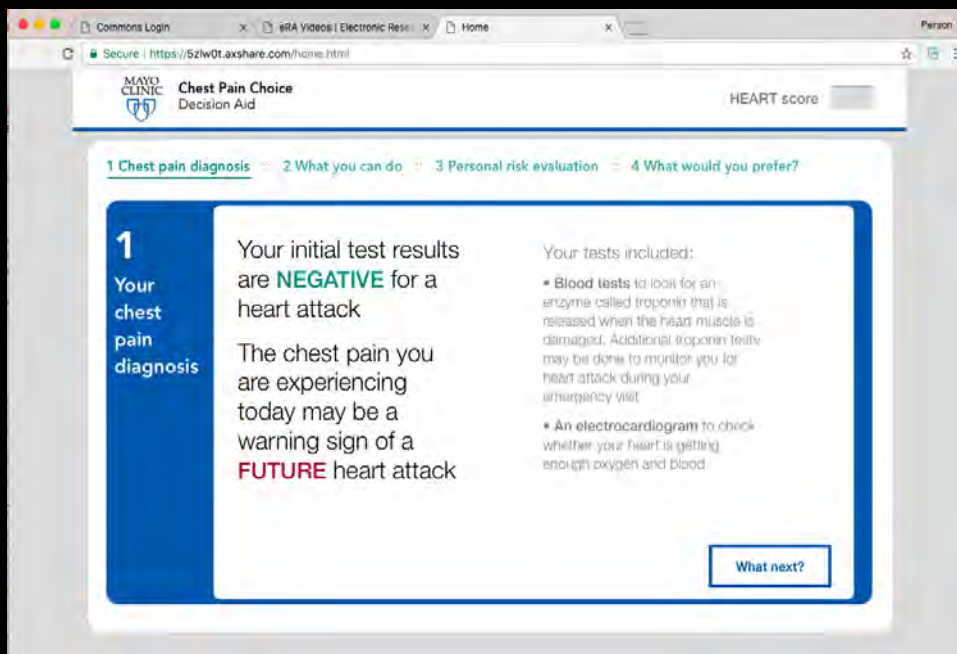 Commons Login
eRA Videos | Electronic Rese
Home
Person
Secure | https://5zlw0t.axshare.com/home.html
MAYO
CLINIC
Chest Pain Choice
Decision Aid
HEART score
1 Chest pain diagnosis 2 What you can do 3 Personal risk evaluation 4 What would you prefer?
1
Your
chest
pain
diagnosis
Your initial test results
are NEGATIVE for a
heart attack
The chest pain you
are experiencing
today may be a
warning sign of a
FUTURE heart attack
Your tests included:
• Blood tests to look for an
enzyme called troponin that is
released when the heart muscle is
damaged. Additional troponin tests
may be done to monitor you for
heart attack during your
emergency visit
• An electrocardiogram to check
whether your heart is getting
enough oxygen and blood
What next?